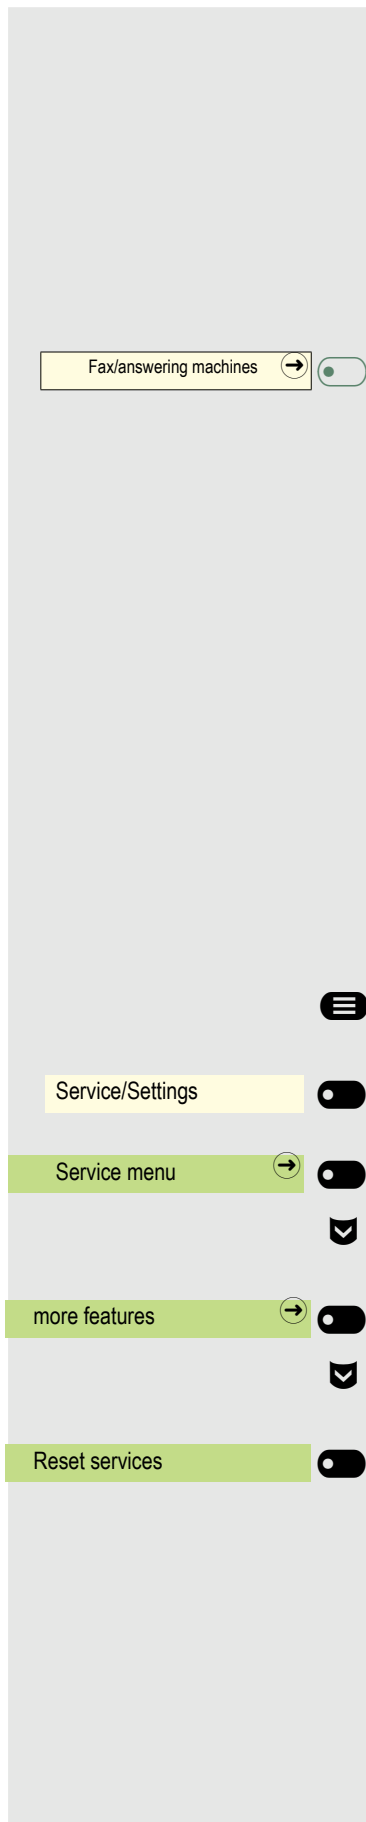 Fax/answering machines
Service/Settings
Service menu
more features
Reset services